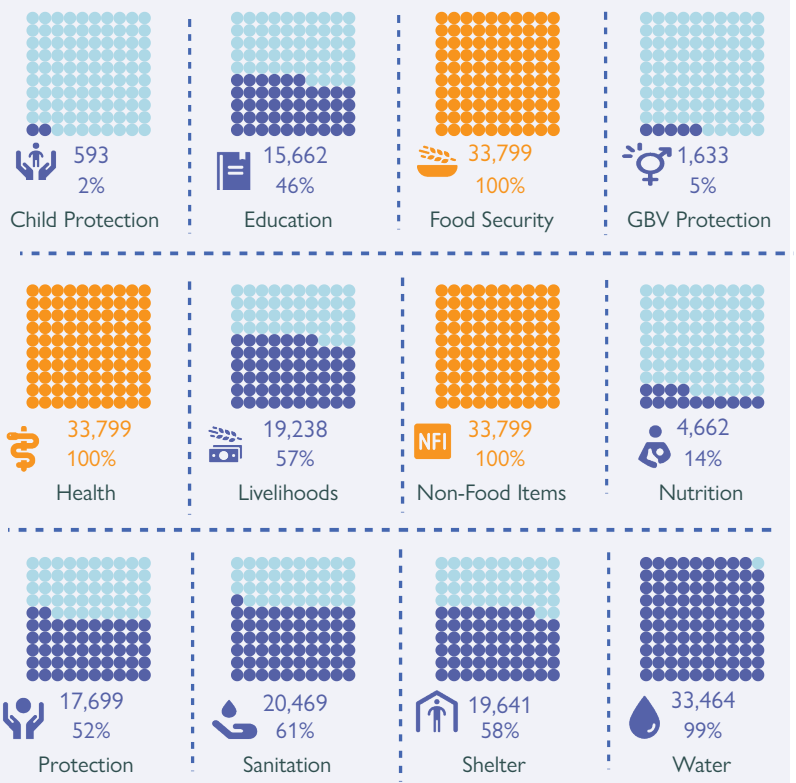 593
2%
Child Protection
15,662
46%
Education
33,799
100%
Food Security
1,633
5%
GBV Protection
33,799
100%
Health
19,238
57%
Livelihoods
NFI
33,799
100%
Non-Food Items
4,662
14%
Nutrition
17,699
52%
Protection
20,469
61%
Sanitation
19,641
58%
Shelter
33,464
99%
Water